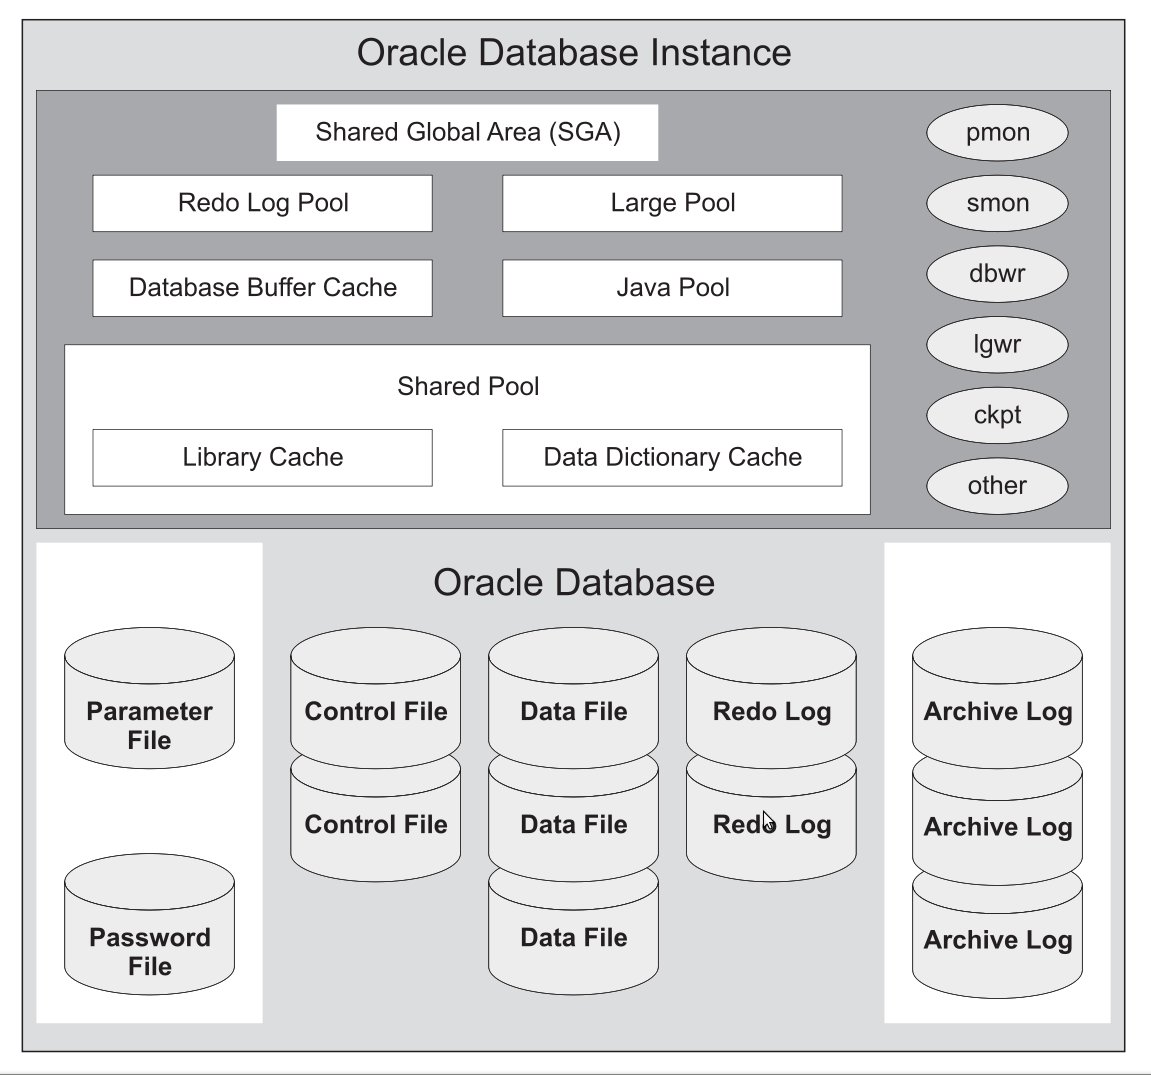 Oracle Database Instance
Shared Global Area (SGA)
pmon
Redo Log Pool
Large Pool
smon
Database Buffer Cache
Java Pool
dbwr
lgwr
Shared Pool
ckpt
Library Cache
Data Dictionary Cache
other
Oracle Database
Parameter
File
Control File
Data File
Redo Log
Archive Log
Control File
Data File
Redo Log
Archive Log
Password
File
Data File
Archive Log